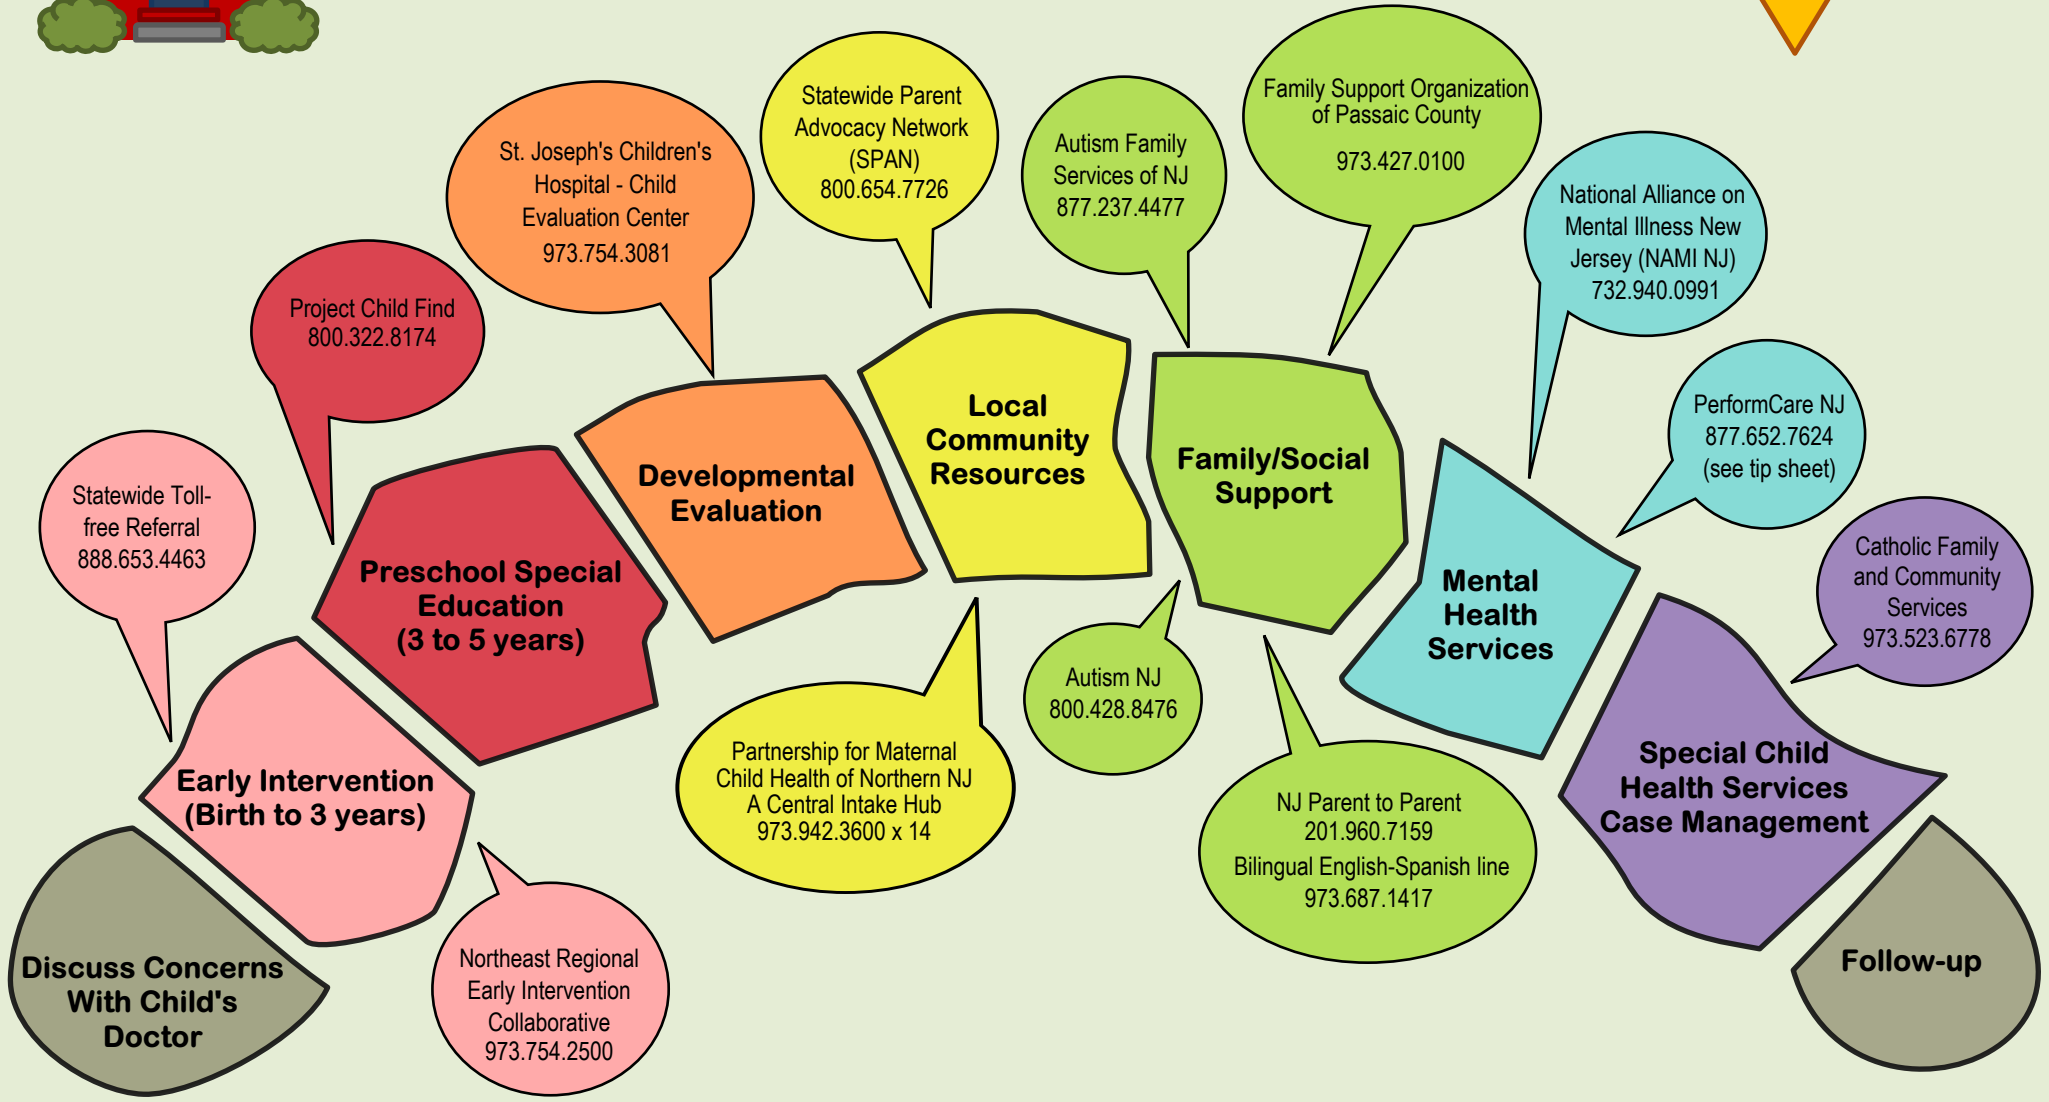 Statewide Toll-
free Referral
888.653.4463
Project Child Find
800.322.8174
St. Joseph's Children's
Hospital - Child
Evaluation Center
973.754.3081
Statewide Parent
Advocacy Network
(SPAN)
800.654.7726
Autism Family
Services of NJ
877.237.4477
Family Support Organization
of Passaic County
973.427.0100
National Alliance on
Mental Illness New
Jersey (NAMI NJ)
732.940.0991
PerformCare NJ
877.652.7624
(see tip sheet)
Catholic Family
and Community
Services
973.523.6778
Discuss Concerns
With Child's
Doctor
Early Intervention
(Birth to 3 years)
Preschool Special
Education
(3 to 5 years)
Developmental
Evaluation
Local
Community
Resources
Family/Social
Support
Mental
Health
Services
Special Child
Health Services
Case Management
Follow-up
Northeast Regional
Early Intervention
Collaborative
973.754.2500
Partnership for Maternal
Child Health of Northern NJ
A Central Intake Hub
973.942.3600 x 14
Autism NJ
800.428.8476
NJ Parent to Parent
201.960.7159
Bilingual English-Spanish line
973.687.1417